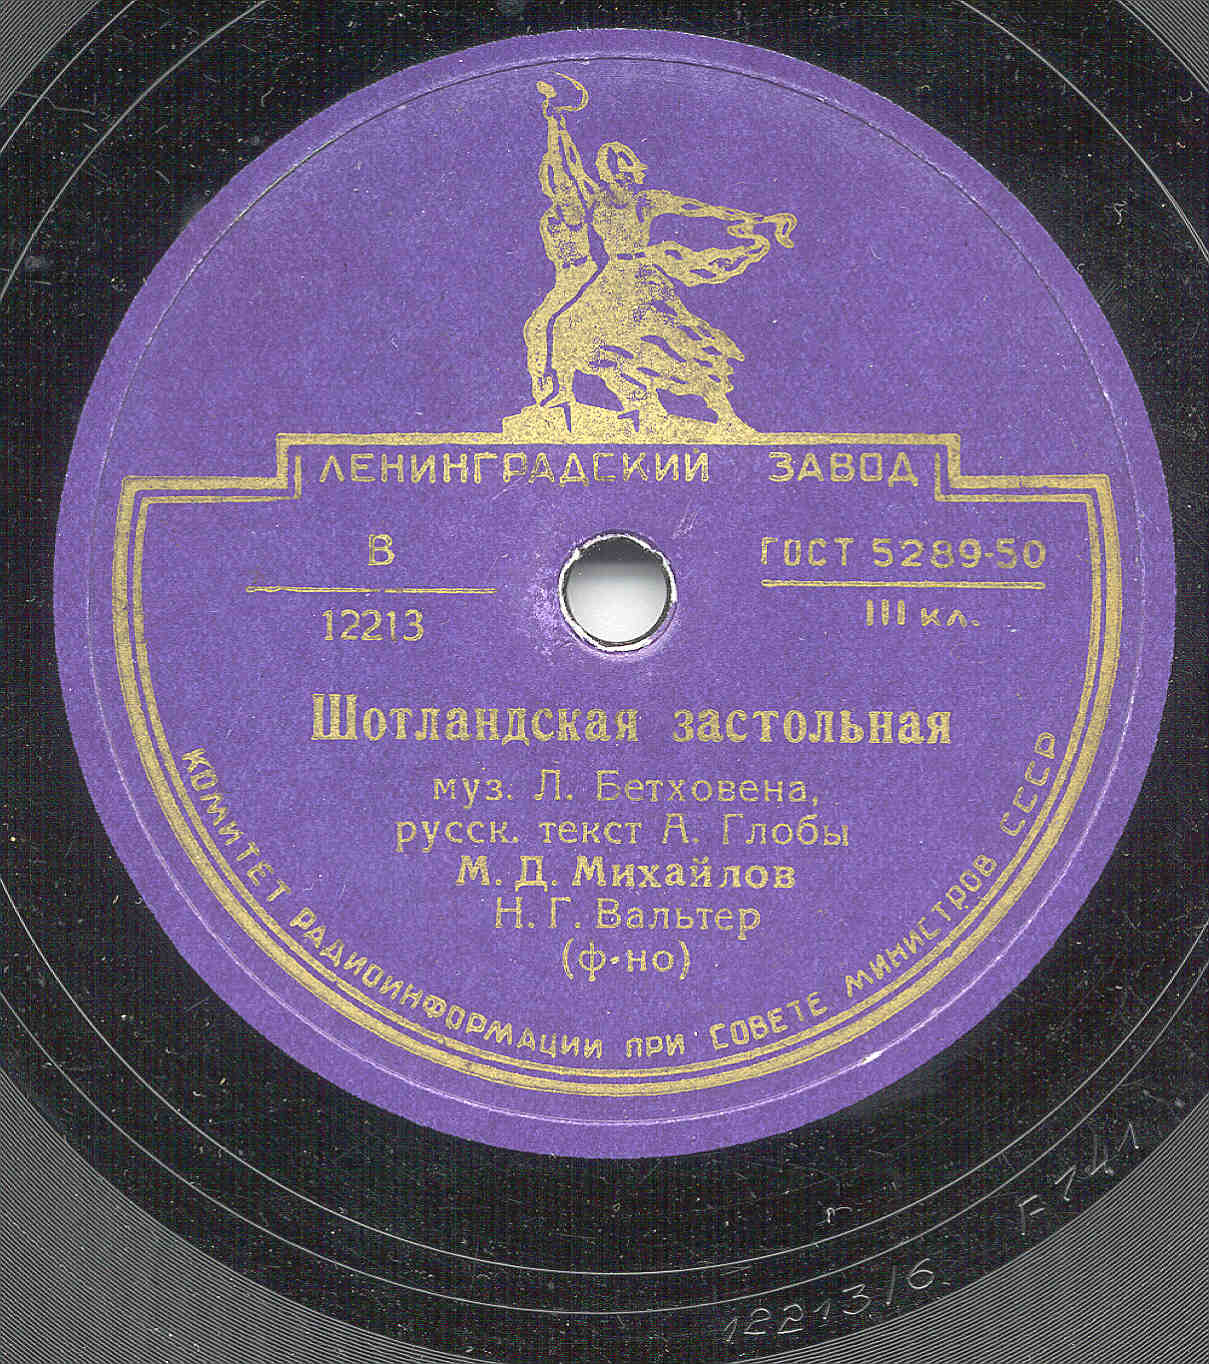 ЛЕНИНГРАДСКИЙ ЗАВОД
В
12213
ГОСТ 5289-50
III кл.
Шотландская застольная
муз. Л. Бетховена,
русск. текст А. Глобы
М. Д. Михайлов
Н. Г. Вальтер
(ф-но)
КОМИТЕТ РАДИОИНФОРМАЦИИ ПРИ СОВЕТЕ МИНИСТРОВ СССР
12213/6